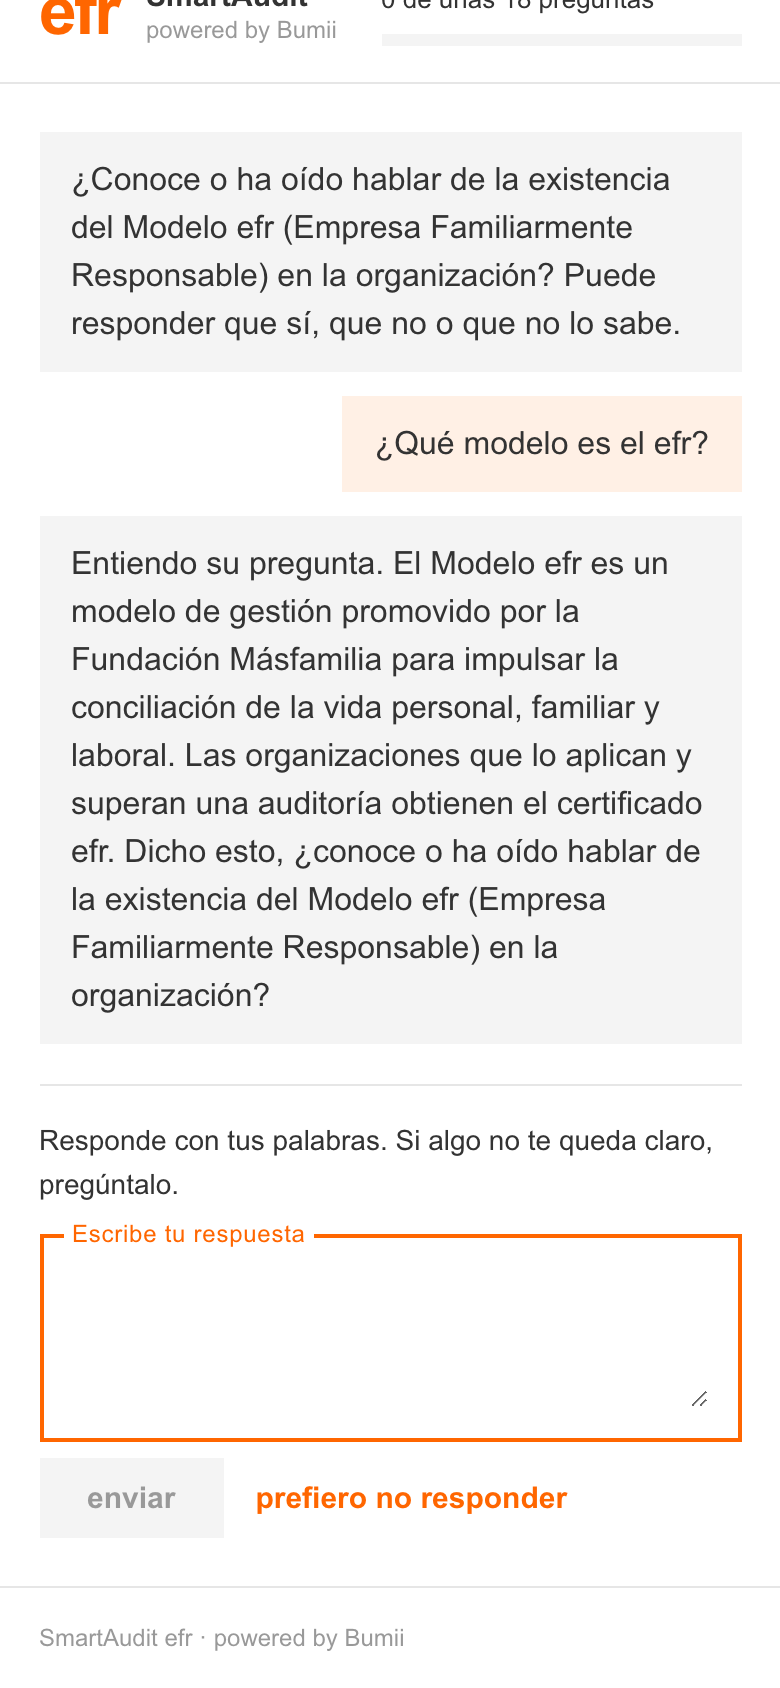 efr
SmartAudit
powered by Bumii
0 de unas 18 preguntas
¿Conoce o ha oído hablar de la existencia
del Modelo efr (Empresa Familiarmente
Responsable) en la organización? Puede
responder que sí, que no o que no lo sabe.
¿Qué modelo es el efr?
Entiendo su pregunta. El Modelo efr es un
modelo de gestión promovido por la
Fundación Másfamilia para impulsar la
conciliación de la vida personal, familiar y
laboral. Las organizaciones que lo aplican y
superan una auditoría obtienen el certificado
efr. Dicho esto, ¿conoce o ha oído hablar de
la existencia del Modelo efr (Empresa
Familiarmente Responsable) en la
organización?
Responde con tus palabras. Si algo no te queda claro,
pregúntalo.
Escribe tu respuesta
enviar
prefiero no responder
SmartAudit efr · powered by Bumii